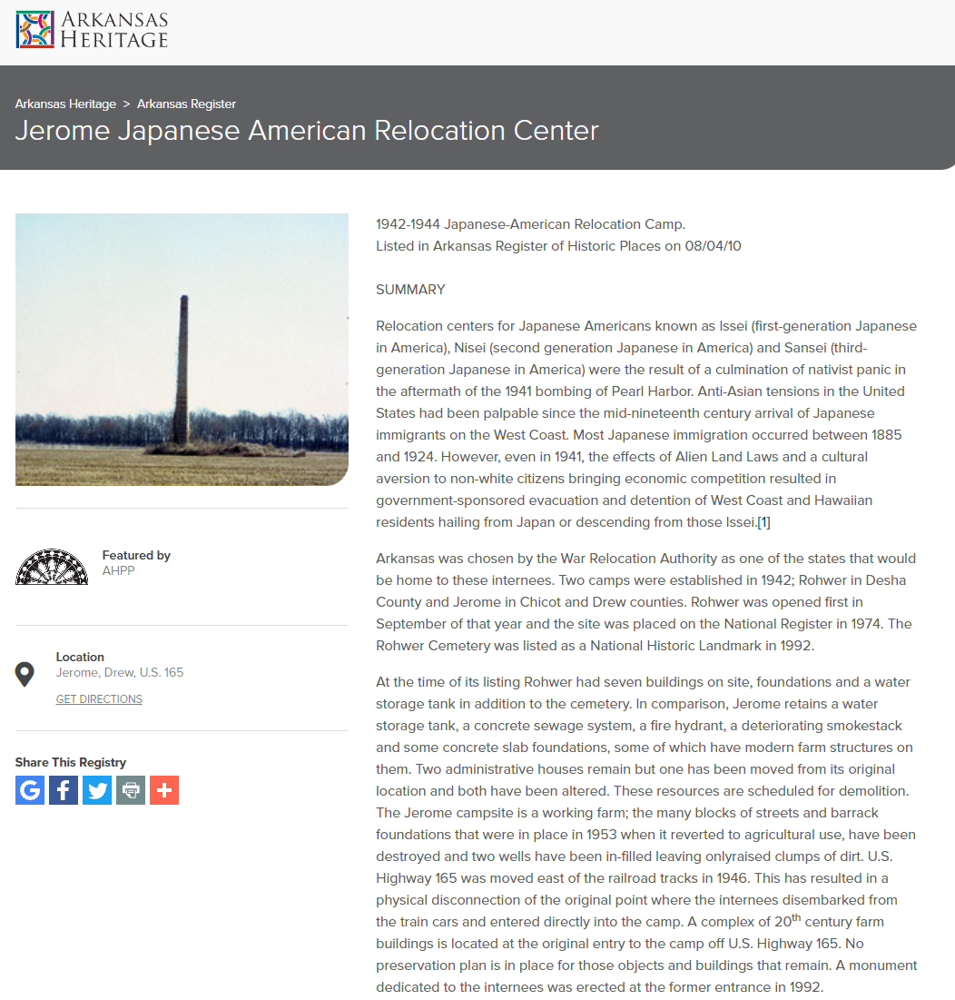 ARKANSAS
HERITAGE
Arkansas Heritage > Arkansas Register
Jerome Japanese American Relocation Center
1942-1944 Japanese-American Relocation Camp.
Listed in Arkansas Register of Historic Places on 08/04/10
SUMMARY
Relocation centers for Japanese Americans known as Issei (first-generation Japanese
in America), Nisei (second generation Japanese in America) and Sansei (third-
generation Japanese in America) were the result of a culmination of nativist panic in
the aftermath of the 1941 bombing of Pearl Harbor. Anti-Asian tensions in the United
States had been palpable since the mid-nineteenth century arrival of Japanese
immigrants on the West Coast. Most Japanese immigration occurred between 1885
and 1924. However, even in 1941, the effects of Alien Land Laws and a cultural
aversion to non-white citizens bringing economic competition resulted in
government-sponsored evacuation and detention of West Coast and Hawaiian
residents hailing from Japan or descending from those Issei.[1]
Arkansas was chosen by the War Relocation Authority as one of the states that would
be home to these internees. Two camps were established in 1942; Rohwer in Desha
County and Jerome in Chicot and Drew counties. Rohwer was opened first in
September of that year and the site was placed on the National Register in 1974. The
Rohwer Cemetery was listed as a National Historic Landmark in 1992.
At the time of its listing Rohwer had seven buildings on site, foundations and a water
storage tank in addition to the cemetery. In comparison, Jerome retains a water
storage tank, a concrete sewage system, a fire hydrant, a deteriorating smokestack
and some concrete slab foundations, some of which have modern farm structures on
them. Two administrative houses remain but one has been moved from its original
location and both have been altered. These resources are scheduled for demolition.
The Jerome campsite is a working farm; the many blocks of streets and barrack
foundations that were in place in 1953 when it reverted to agricultural use, have been
destroyed and two wells have been in-filled leaving onlyraised clumps of dirt. U.S.
Highway 165 was moved east of the railroad tracks in 1946. This has resulted in a
physical disconnection of the original point where the internees disembarked from
the train cars and entered directly into the camp. A complex of 20th century farm
buildings is located at the original entry to the camp off U.S. Highway 165. No
preservation plan is in place for those objects and buildings that remain. A monument
dedicated to the internees was erected at the former entrance in 1992.
Featured by
AHPP
Location
Jerome, Drew, U.S. 165
GET DIRECTIONS
Share This Registry